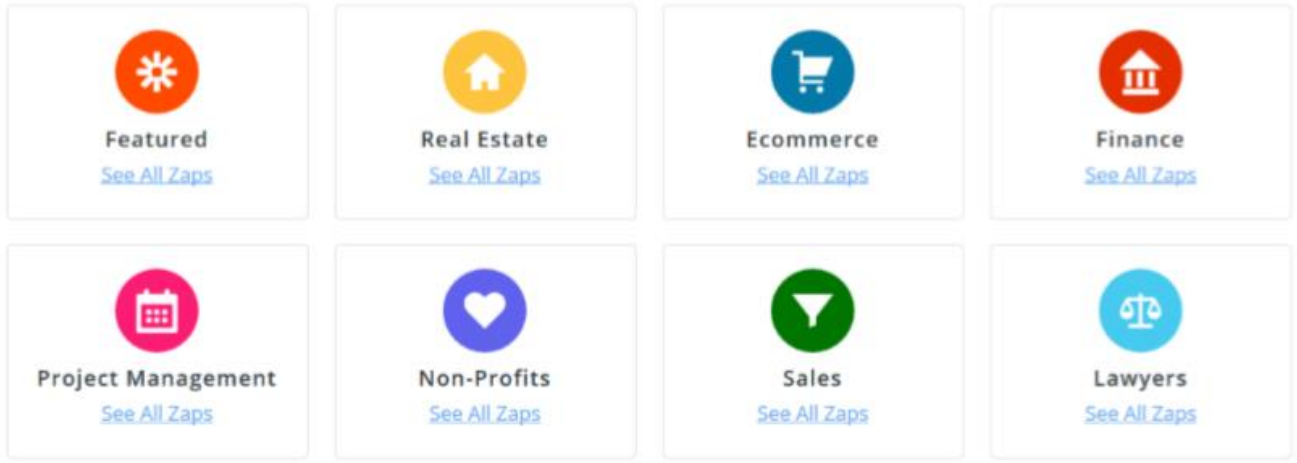 Featured
See All Zaps
Real Estate
See All Zaps
Ecommerce
See All Zaps
Finance
See All Zaps
Project Management
See All Zaps
Non-Profits
See All Zaps
Sales
See All Zaps
Lawyers
See All Zaps